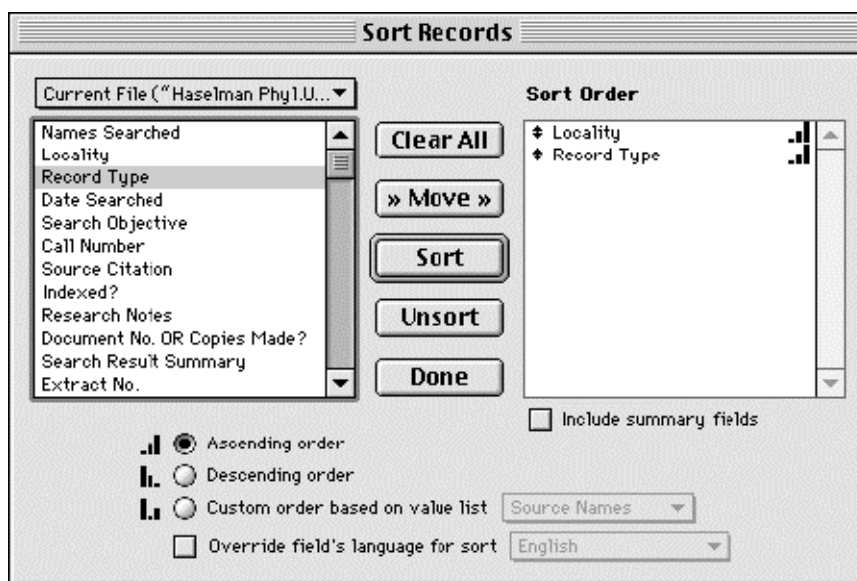 Sort Records
Current File ("Haselman Phyl.U...
Names Searched
Locality
Record Type
Date Searched
Search Objective
Call Number
Source Citation
Indexed?
Research Notes
Document No. OR Copies Made?
Search Result Summary
Extract No.
Clear All
» Move »
Sort
Unsort
Done
Sort Order
Locality
Record Type
Include summary fields
Ascending order
Descending order
Custom order based on value list Source Names
Override field's language for sort English